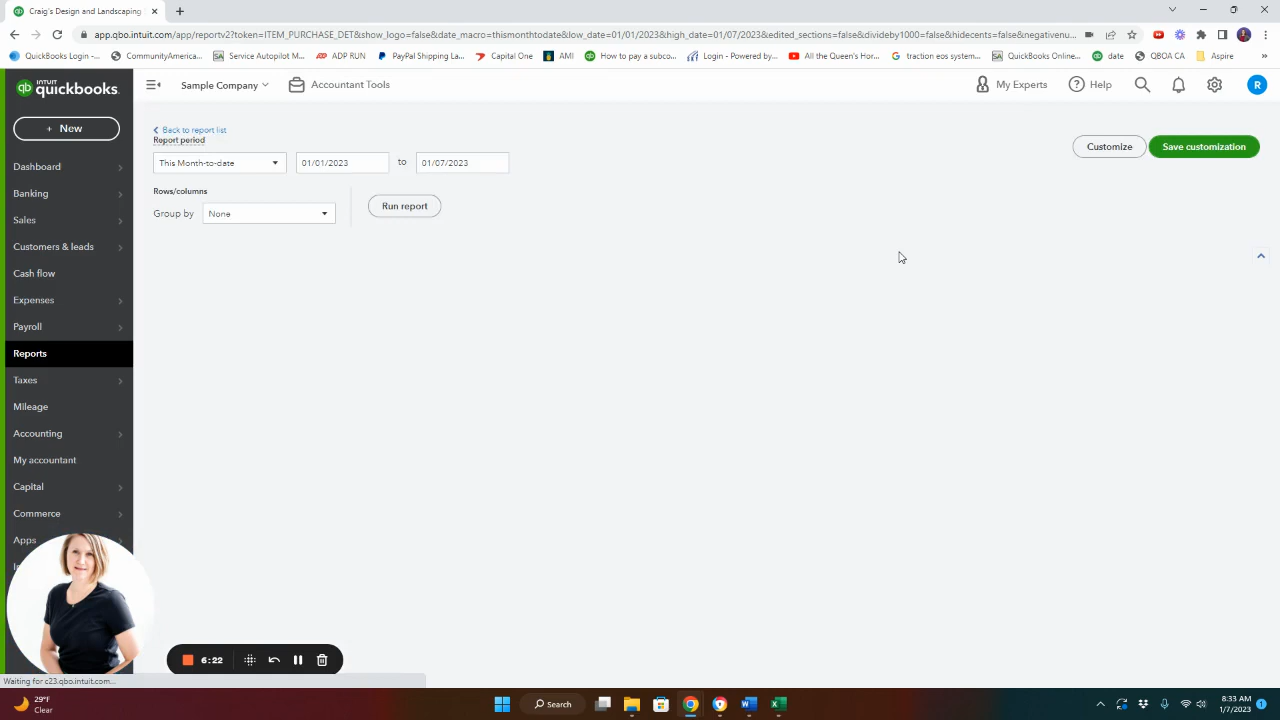 Craig's Design and Landscaping
app.qbo.intuit.com/app/reportv2?token=ITEM_PURCHASE_DET&show_logo=false&date_macro=thismonthtodate&low_date=01/01/2023&high_date=01/07/2023&edited_sections=false&divideby1000=false&hidecents=false&negativenu...
QuickBooks Login -... CommunityAmerica... Service Autopilot M... ADP RUN PayPal Shipping La... Capital One AMI How to pay a subco... Login - Powered by... All the Queen's Hor... traction eos system... QuickBooks Online... date QBOA CA Aspire »
INTUIT
quickbooks.
Sample Company
Accountant Tools
My Experts
Help
R
+ New
Back to report list
Report period
This Month-to-date
01/01/2023
to
01/07/2023
Customize
Save customization
Rows/columns
Group by
None
Run report
Dashboard
Banking
Sales
Customers & leads
Cash flow
Expenses
Payroll
Reports
Taxes
Mileage
Accounting
My accountant
Capital
Commerce
Apps
6:22
Waiting for c23.qbo.intuit.com...
29°F
Clear
Search
8:33 AM
1/7/2023